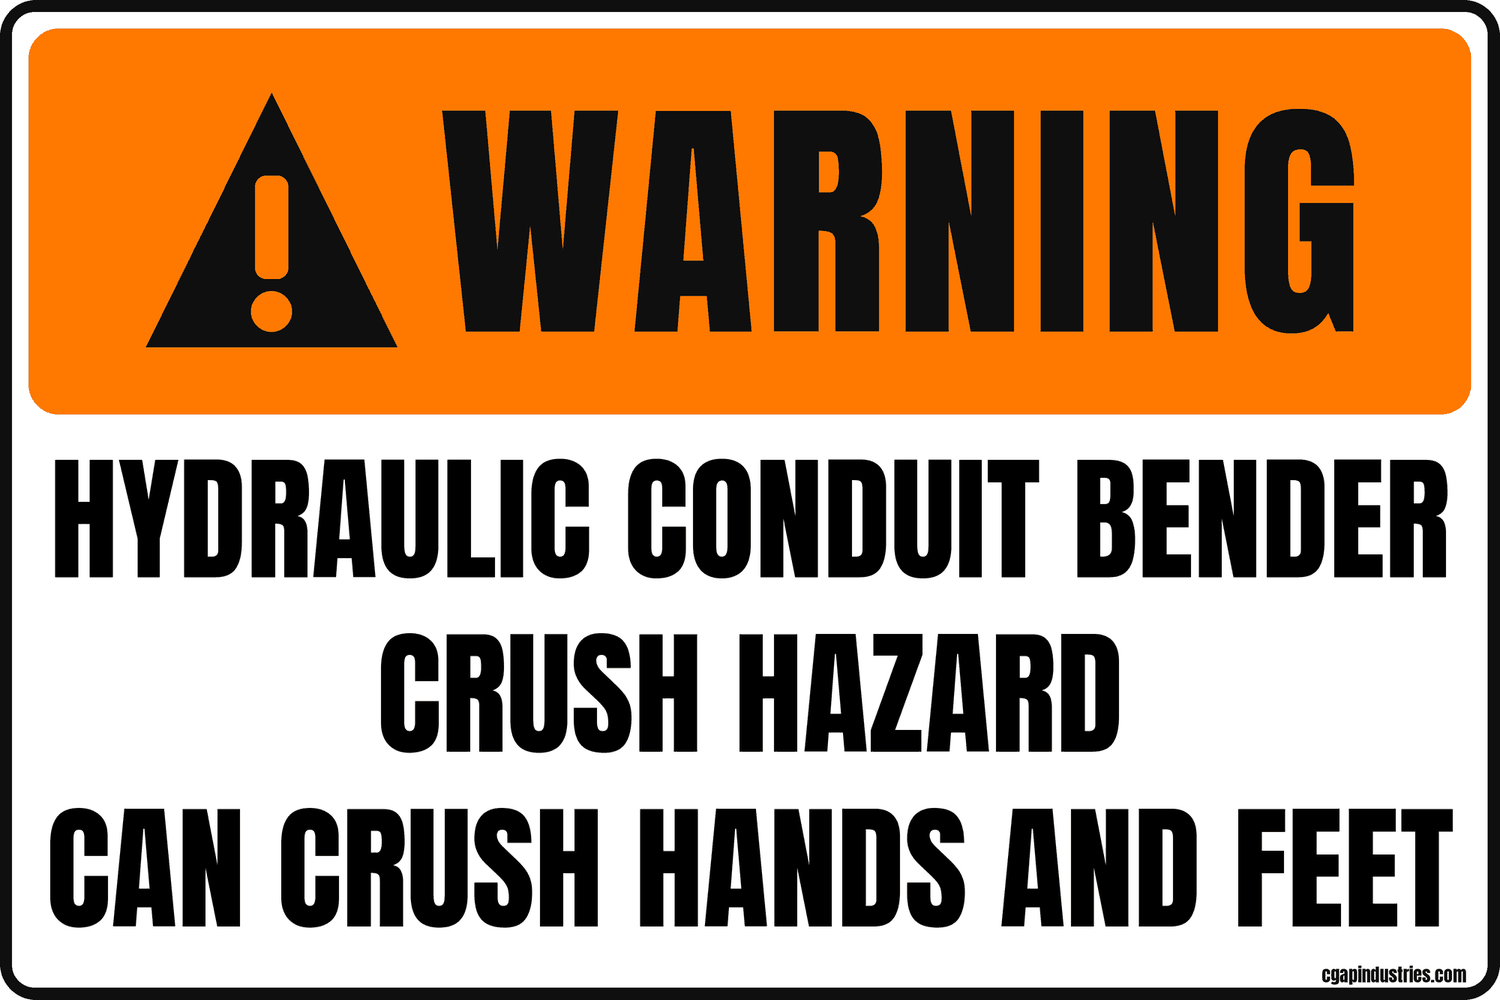 WARNING
HYDRAULIC CONDUIT BENDER
CRUSH HAZARD
CAN CRUSH HANDS AND FEET
cgapindustries.com